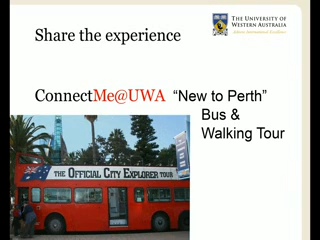 Share the experience
THE UNIVERSITY OF
WESTERN AUSTRALIA
ConnectMe@UWA “New to Perth”
Bus &
Walking Tour
THE OFFICIAL CITY EXPLORER TOUR